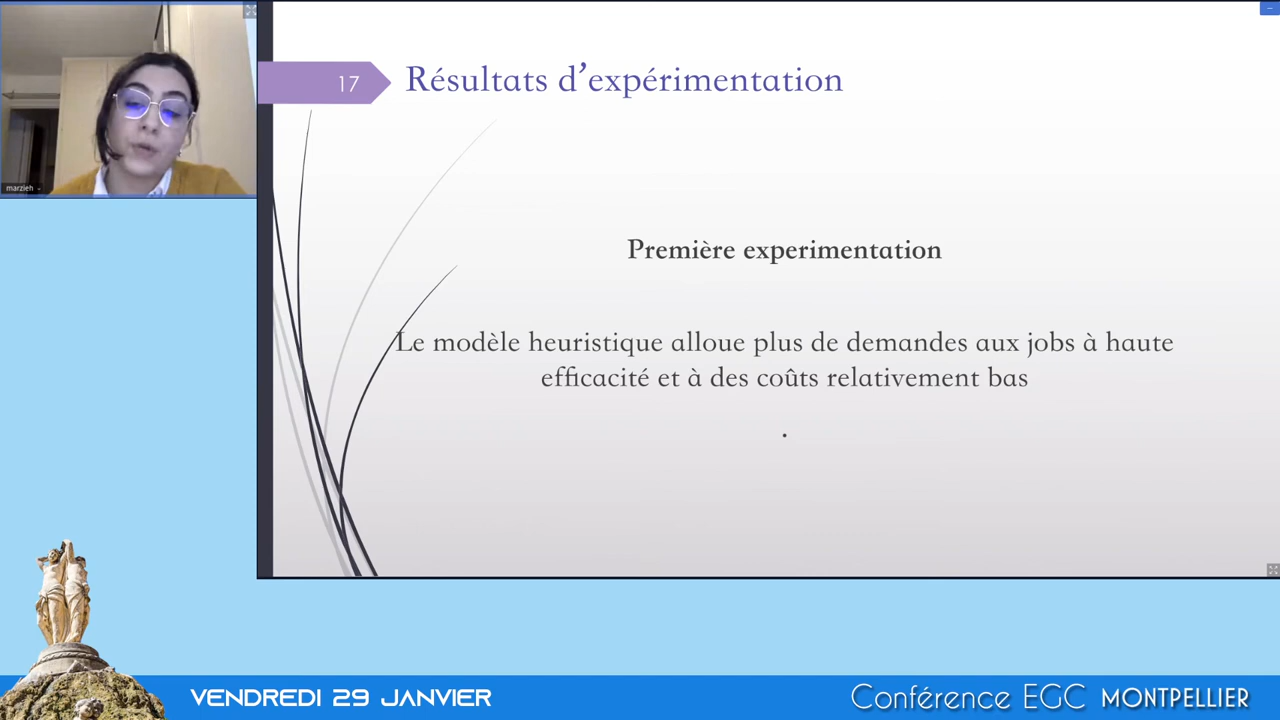 marzieh
17
Résultats d'expérimentation
Première experimentation
Le modèle heuristique alloue plus de demandes aux jobs à haute
efficacité et à des coûts relativement bas
.
VENDREDI 29 JANVIER
Conférence EGC MONTPELLIER